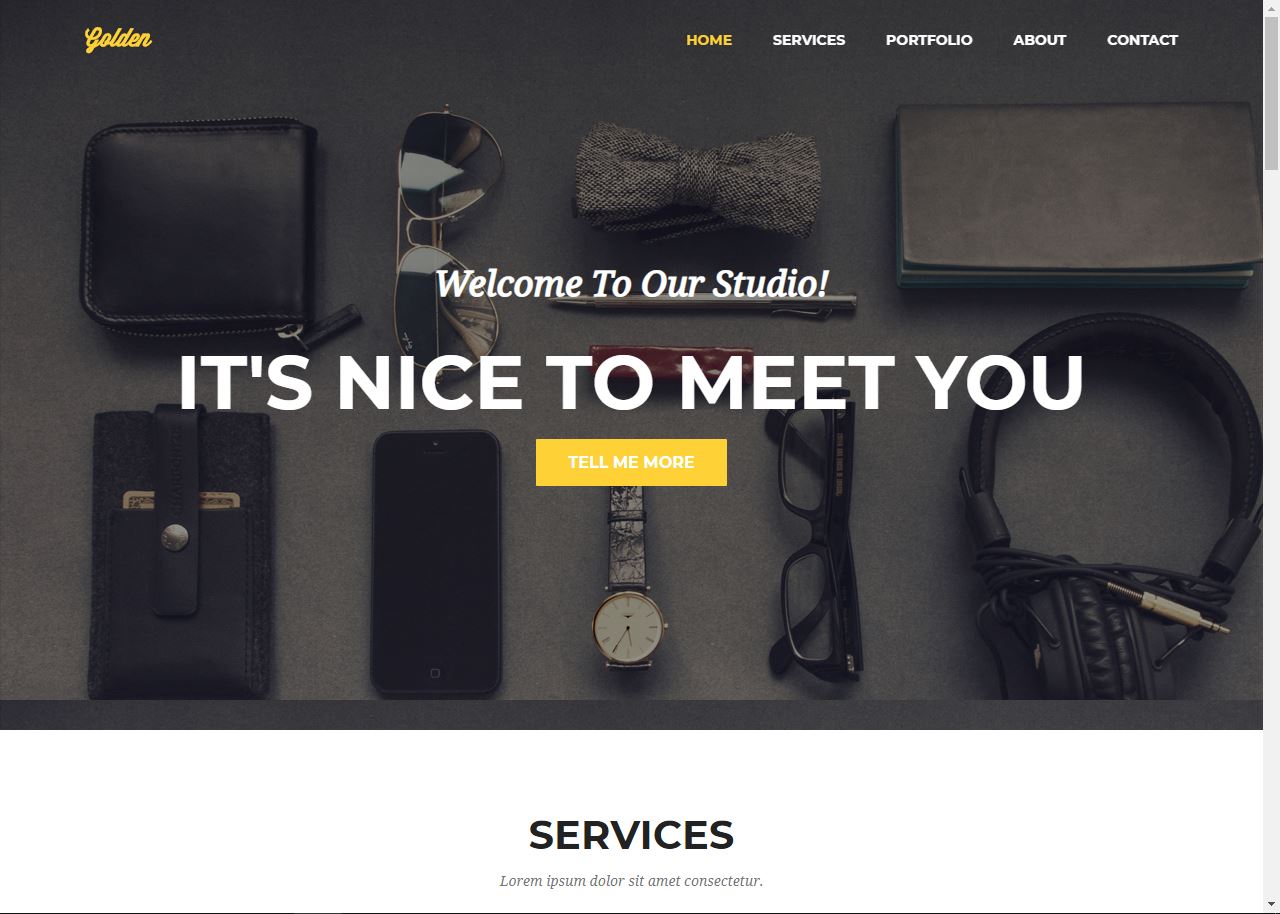 Golden
HOME SERVICES PORTFOLIO ABOUT CONTACT
Welcome To Our Studio!
IT'S NICE TO MEET YOU
TELL ME MORE
SERVICES
Lorem ipsum dolor sit amet consectetur.